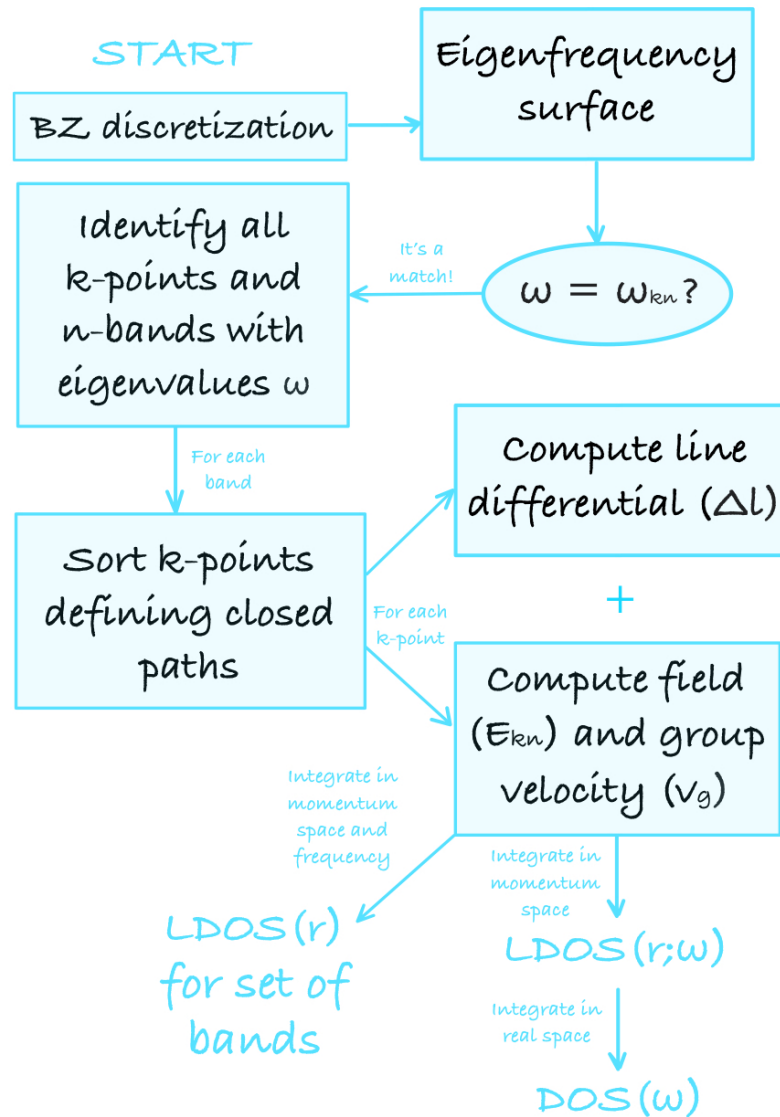 START
BZ discretization
Eigenfrequency
surface
Identify all
k-points and
n-bands with
eigenvalues ω
It's a
match!
ω = ωkn?
For each
band
Compute line
differential (Δl)
Sort k-points
defining closed
paths
+
For each
k-point
Compute field
(Ekn) and group
velocity (vg)
Integrate in
momentum
space and
frequency
Integrate in
momentum
space
LDOS(r)
for set of
bands
LDOS(r;ω)
Integrate in
real space
DOS(ω)